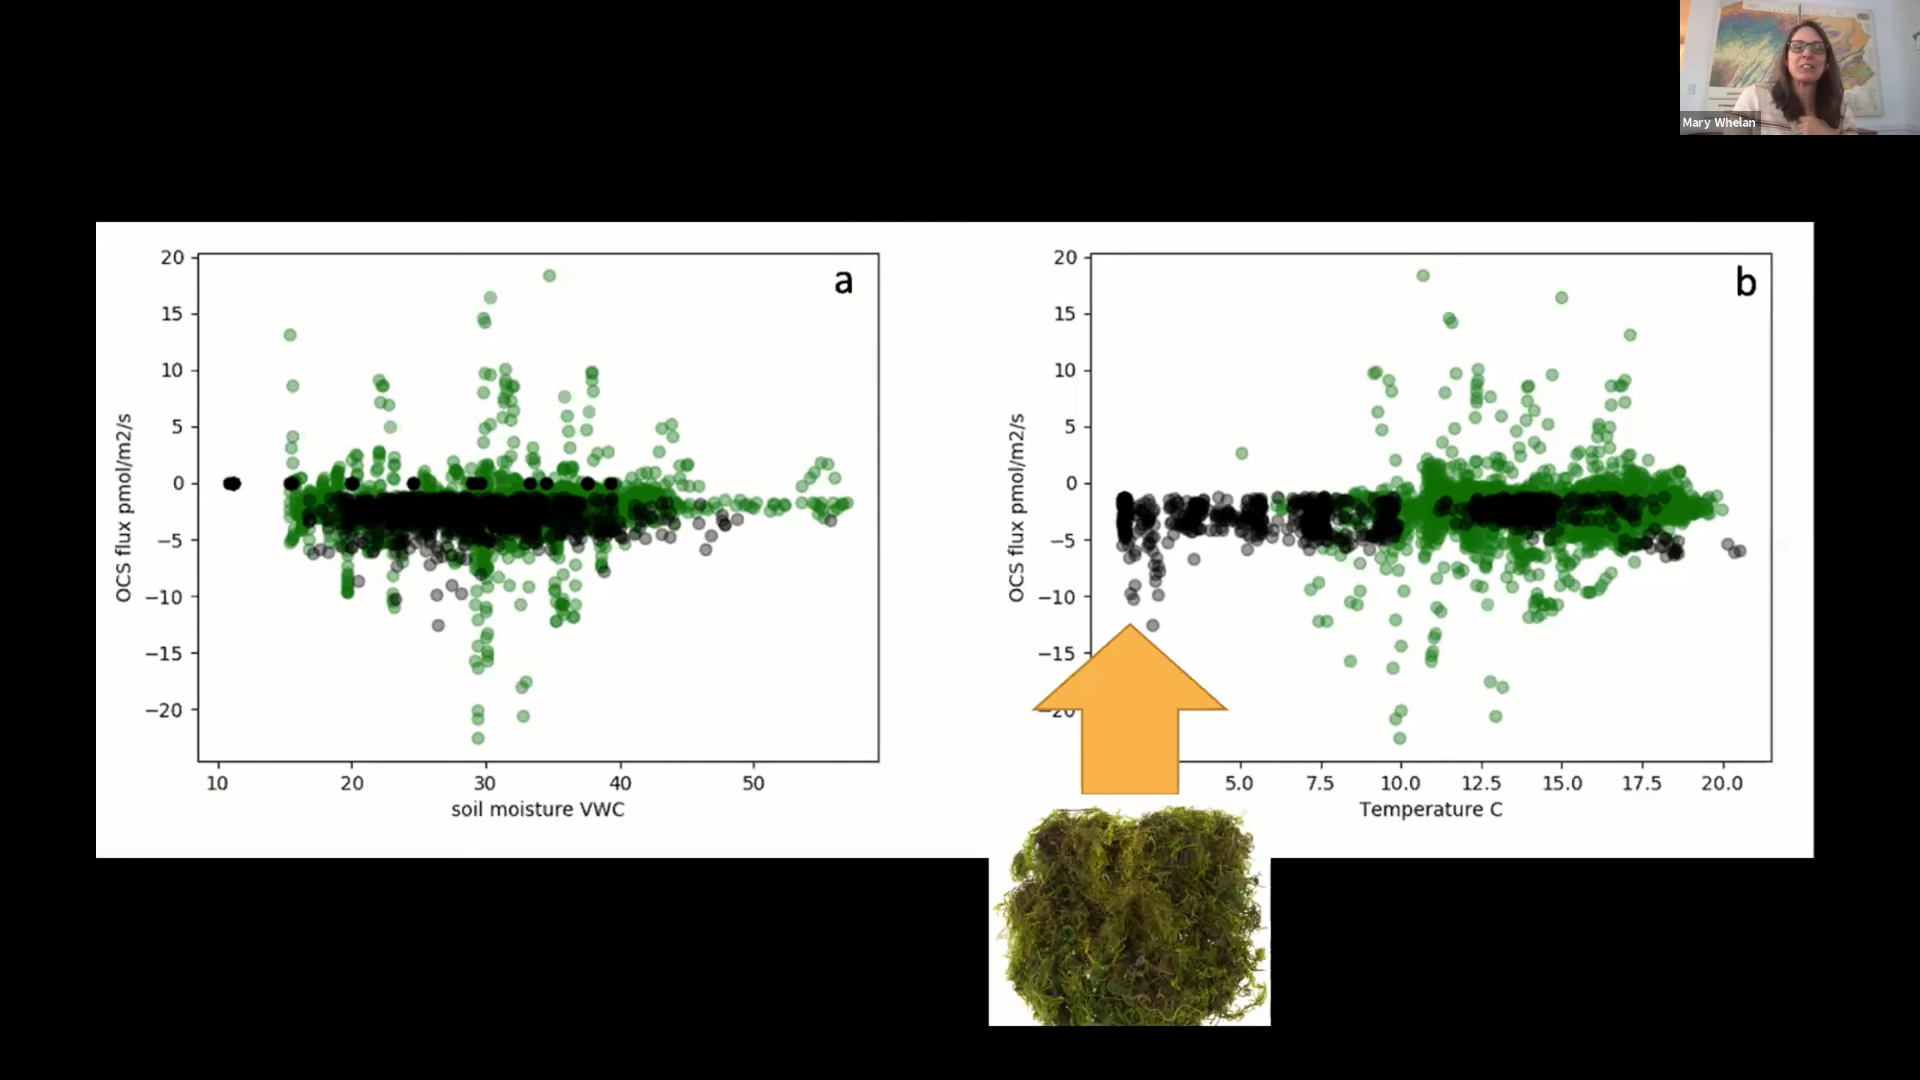 Mary Whelan
a
20
15
10
5
0
−5
−10
−15
−20
OCS flux pmol/m2/s
10 20 30 40 50
soil moisture VWC
b
20
15
10
5
0
−5
−10
−15
−20
OCS flux pmol/m2/s
5.0 7.5 10.0 12.5 15.0 17.5 20.0
Temperature C